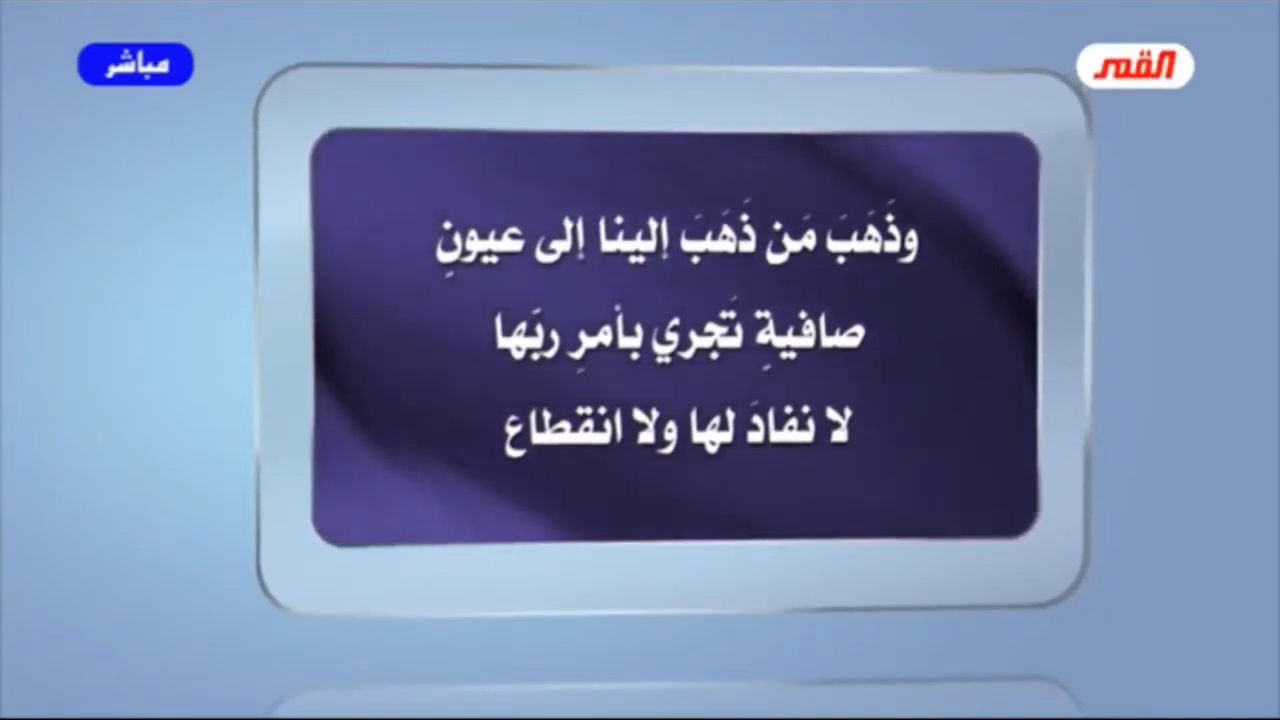 القمر
مباشر
وذَهَبَ مَن ذَهَبَ إلينا إلى عيونٍ
صافيةٍ تَجري بأمرِ ربَها
لا نفادَ لها ولا انقطاع